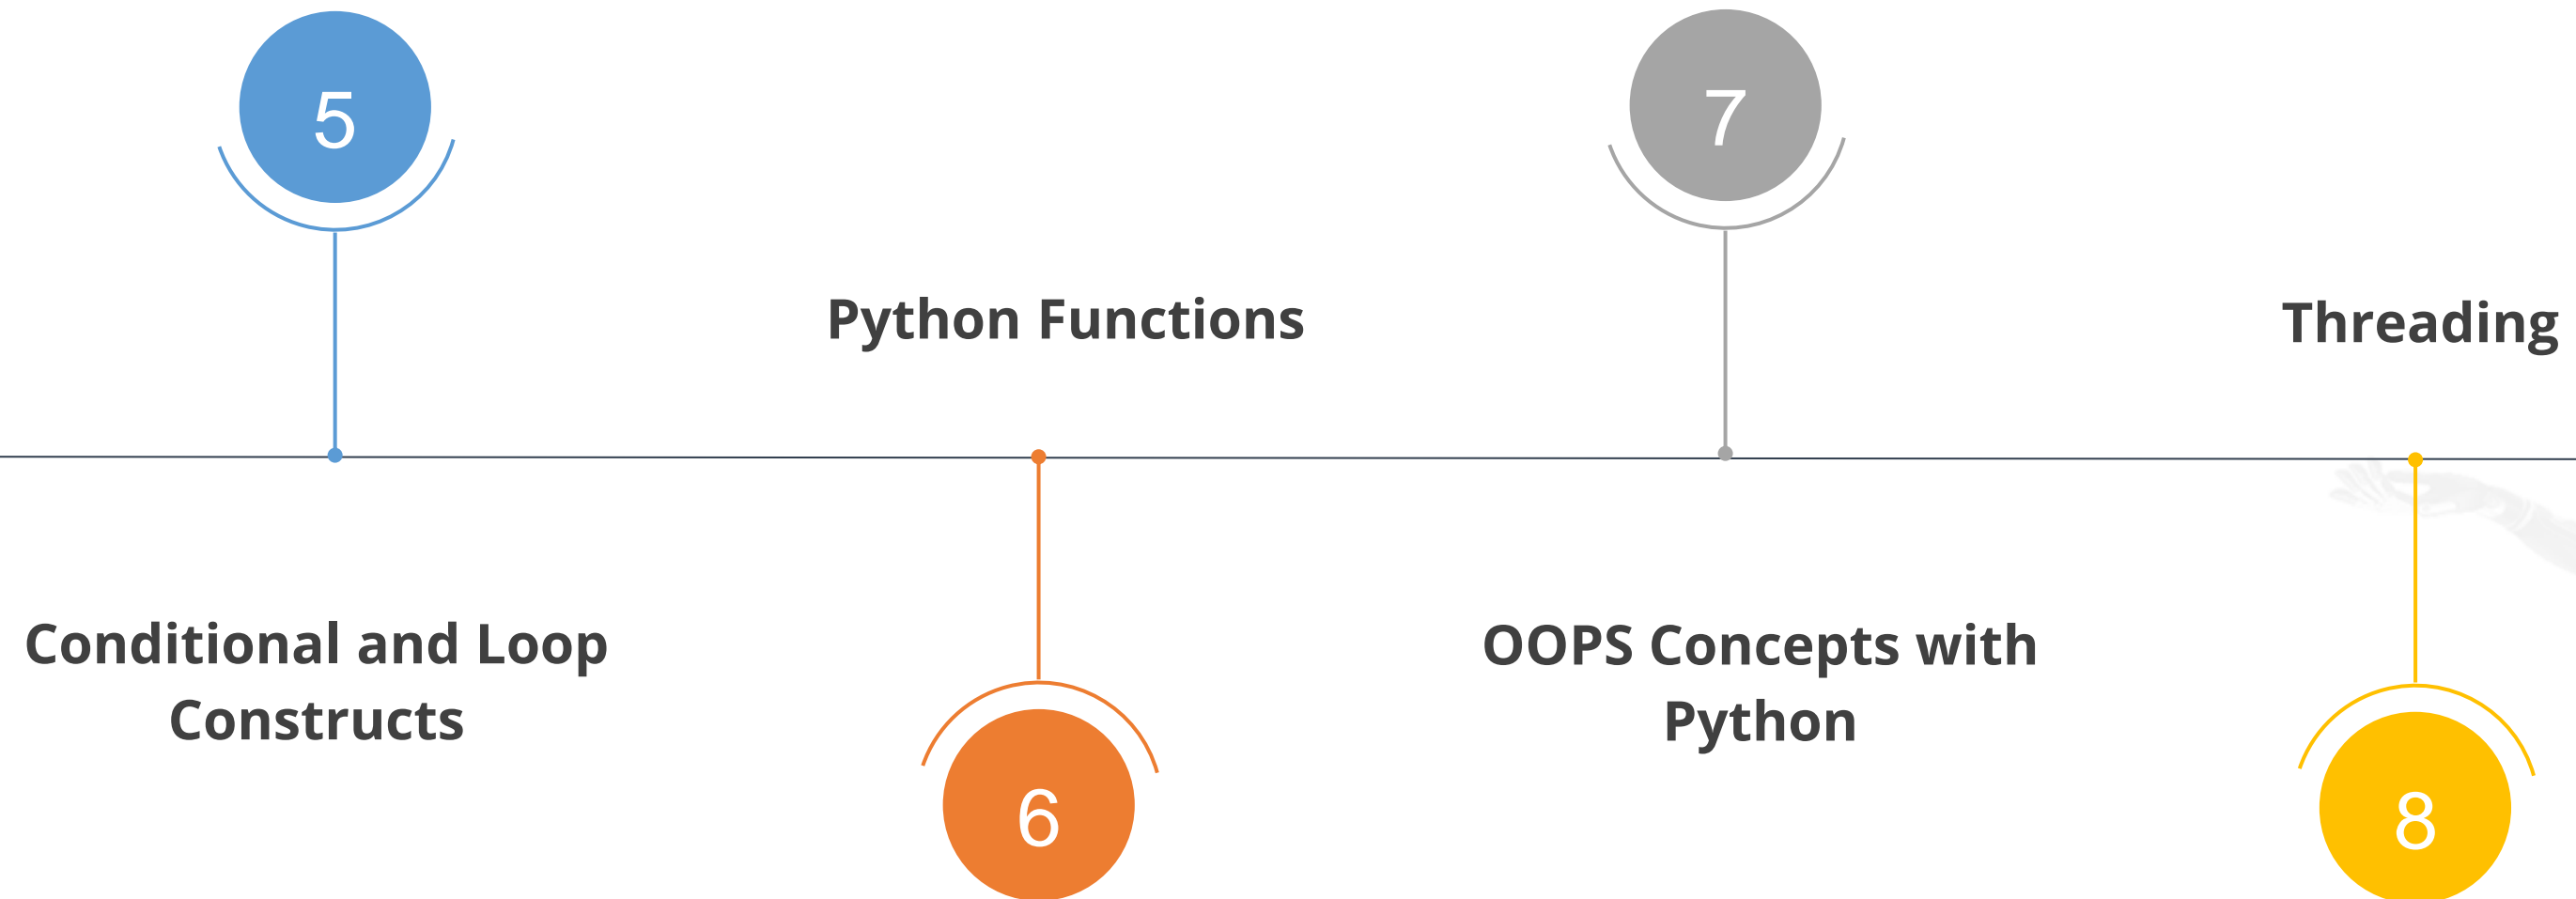 5
Conditional and Loop
Constructs
Python Functions
6
7
OOPS Concepts with
Python
Threading
8